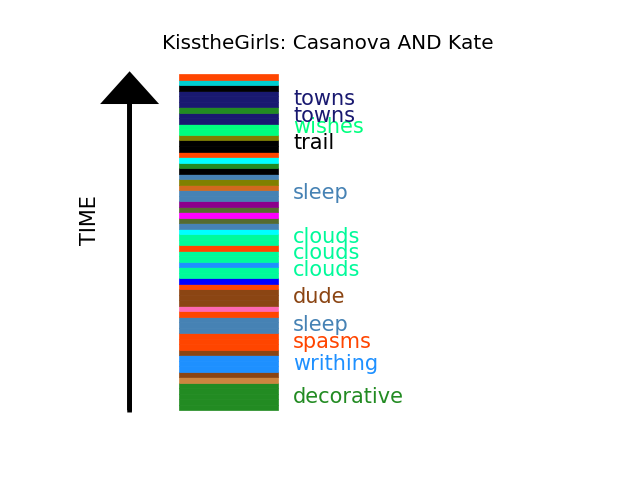 KisstheGirls: Casanova AND Kate
towns
towns
wishes
trail
sleep
clouds
clouds
clouds
dude
sleep
spasms
writhing
decorative
TIME